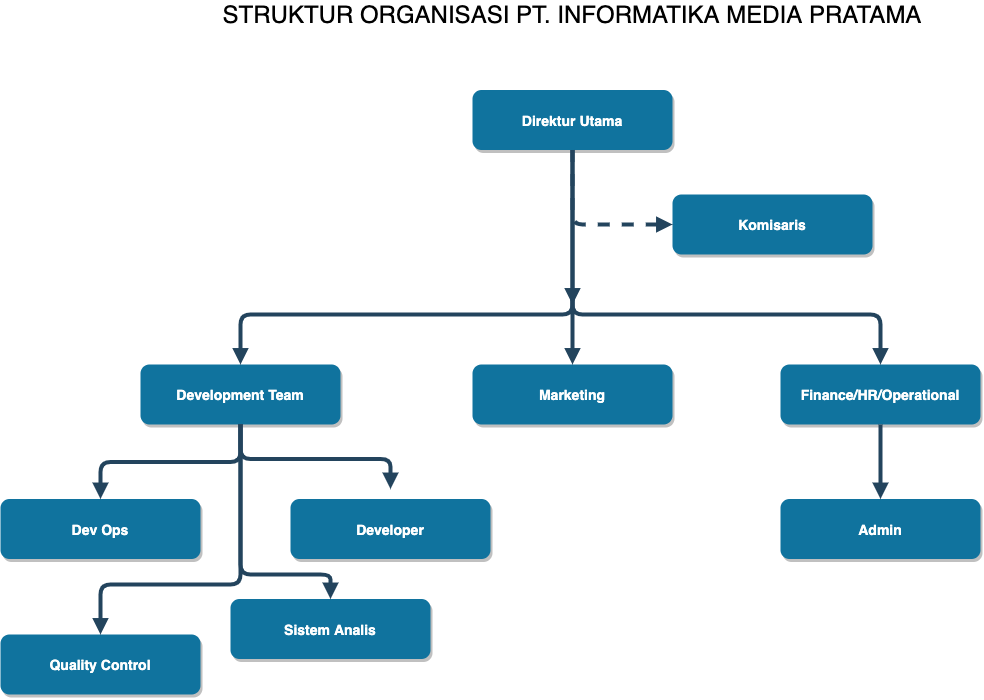 STRUKTUR ORGANISASI PT. INFORMATIKA MEDIA PRATAMA
Direktur Utama
Komisaris
Development Team
Marketing
Finance/HR/Operational
Dev Ops
Developer
Admin
Sistem Analis
Quality Control